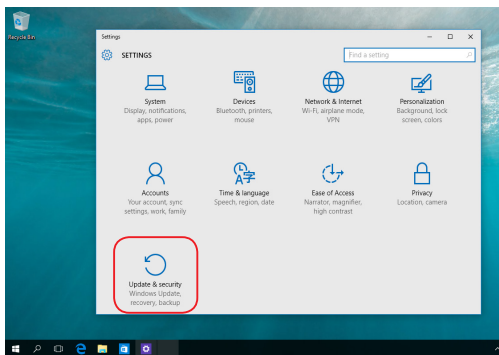 Recycle Bin
Settings
SETTINGS
Find a setting
System
Display, notifications,
apps, power
Devices
Bluetooth, printers,
mouse
Network & Internet
Wi-Fi, airplane mode,
VPN
Personalization
Background, lock
screen, colors
Accounts
Your account, sync
settings, work, family
Time & language
Speech, region, date
Ease of Access
Narrator, magnifier,
high contrast
Privacy
Location, camera
Update & security
Windows Update,
recovery, backup